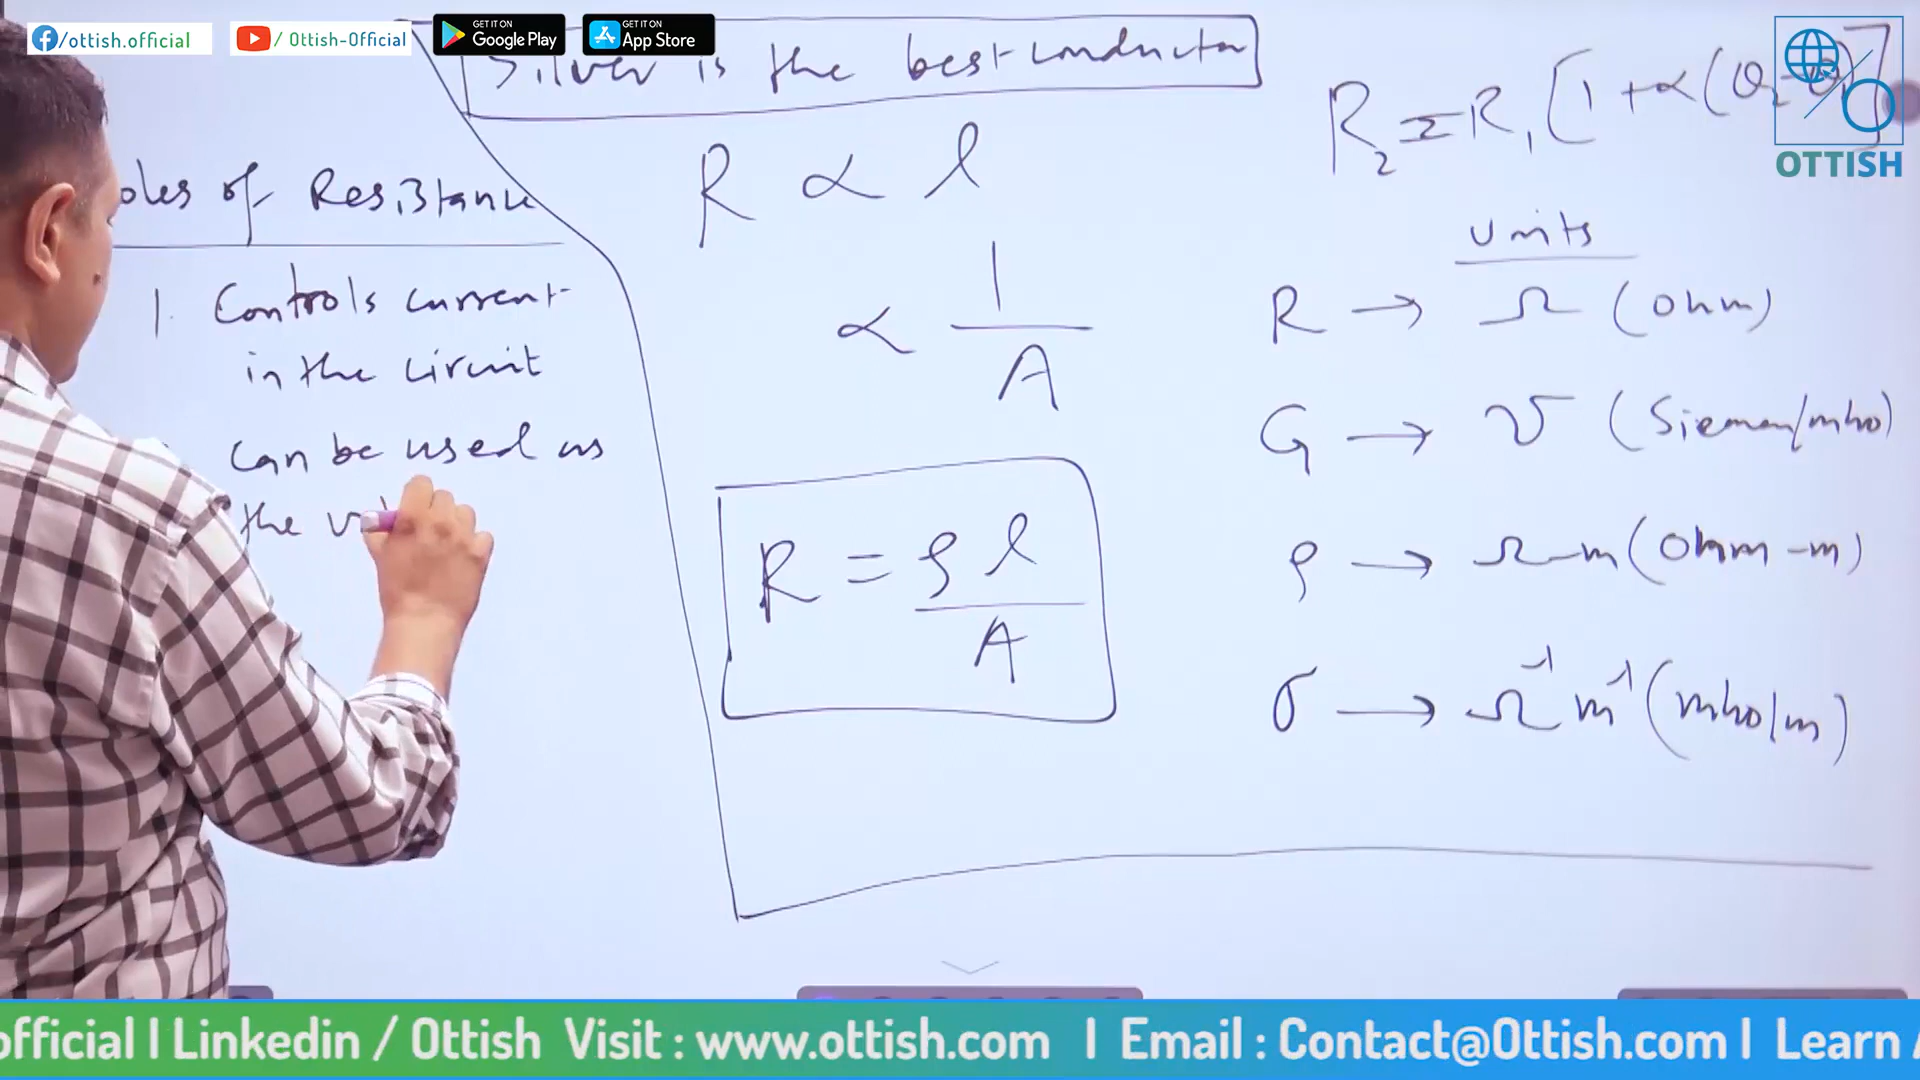 /ottish.official
/ Ottish-Official
GET IT ON
Google Play
GET IT ON
App Store
OTTISH
Silver is the best conductor
oles of Resistance
1. Controls current
in the circuit
can be used as
the
R ∝ l
∝ 1/A
R = ρl/A
R₂ = R₁ [1 + α(θ₂ - θ
units
R → Ω (Ohm)
G → ℧ (Siemen/mho)
ρ → Ω-m (Ohm-m)
σ → Ω⁻¹ m⁻¹ (mho/m)
official I Linkedin / Ottish Visit : www.ottish.com I Email : Contact@Ottish.com I Learn